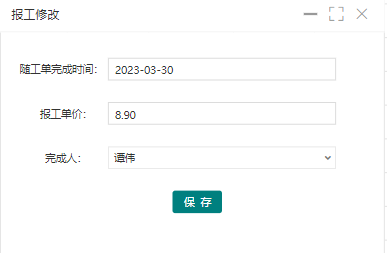 报工修改
随工单完成时间: 2023-03-30
报工单价: 8.90
完成人: 谭伟
保 存